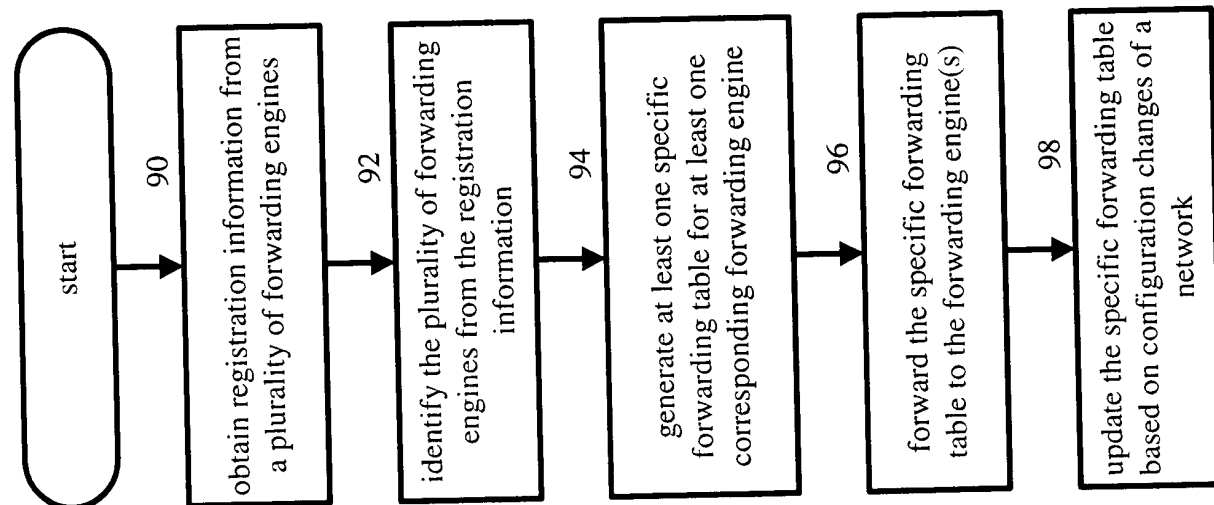 start
90
obtain registration information from
a plurality of forwarding engines
92
identify the plurality of forwarding
engines from the registration
information
94
generate at least one specific
forwarding table for at least one
corresponding forwarding engine
96
forward the specific forwarding
table to the forwarding engine(s)
98
update the specific forwarding table
based on configuration changes of a
network